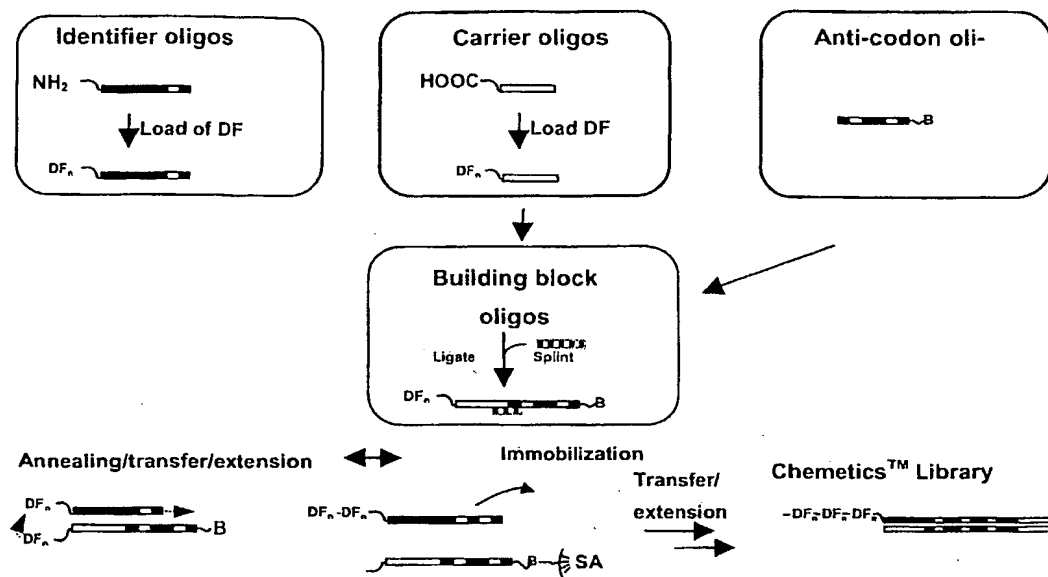 Identifier oligos
NH₂
Load of DF
DFₙ
Carrier oligos
HOOC
Load DF
DFₙ
Anti-codon oli-
B
Building block
oligos
Ligate
Splint
DFₙ
B
Annealing/transfer/extension
DFₙ
DFₙ
B
Immobilization
DFₙ-DFₙ
B
SA
Transfer/
extension
Chemetics™ Library
-DFₙ-DFₙ-DFₙ